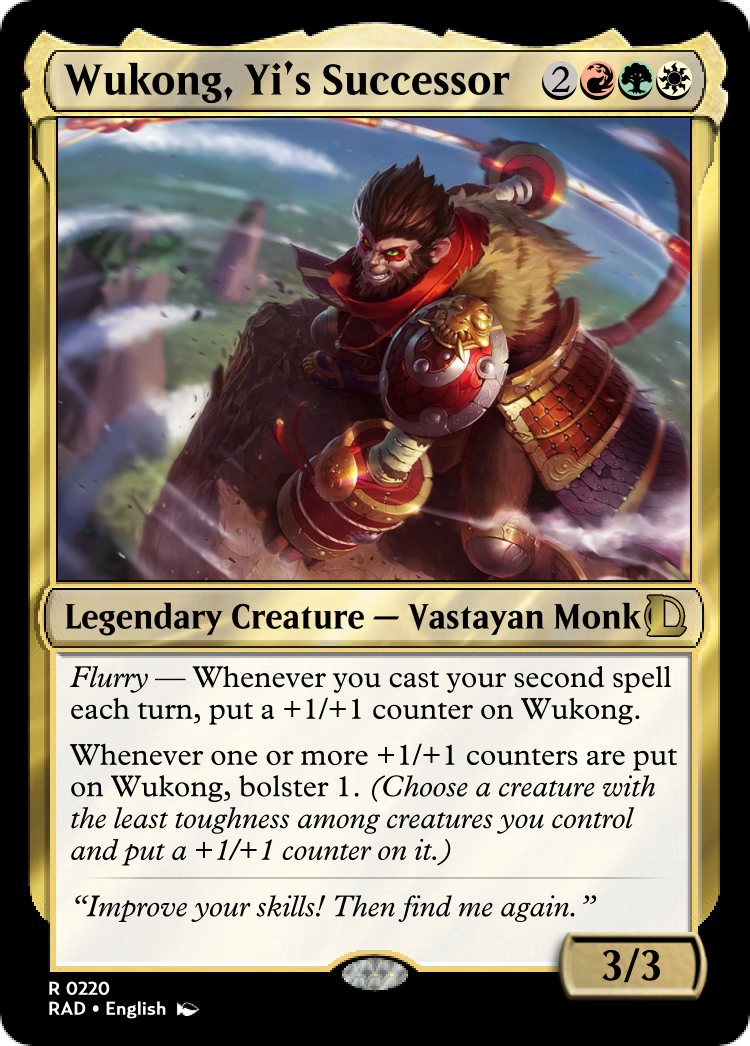 Wukong, Yi's Successor 2
Legendary Creature — Vastayan Monk
Flurry — Whenever you cast your second spell
each turn, put a +1/+1 counter on Wukong.
Whenever one or more +1/+1 counters are put
on Wukong, bolster 1. (Choose a creature with
the least toughness among creatures you control
and put a +1/+1 counter on it.)
“Improve your skills! Then find me again.”
3/3
R 0220
RAD • English